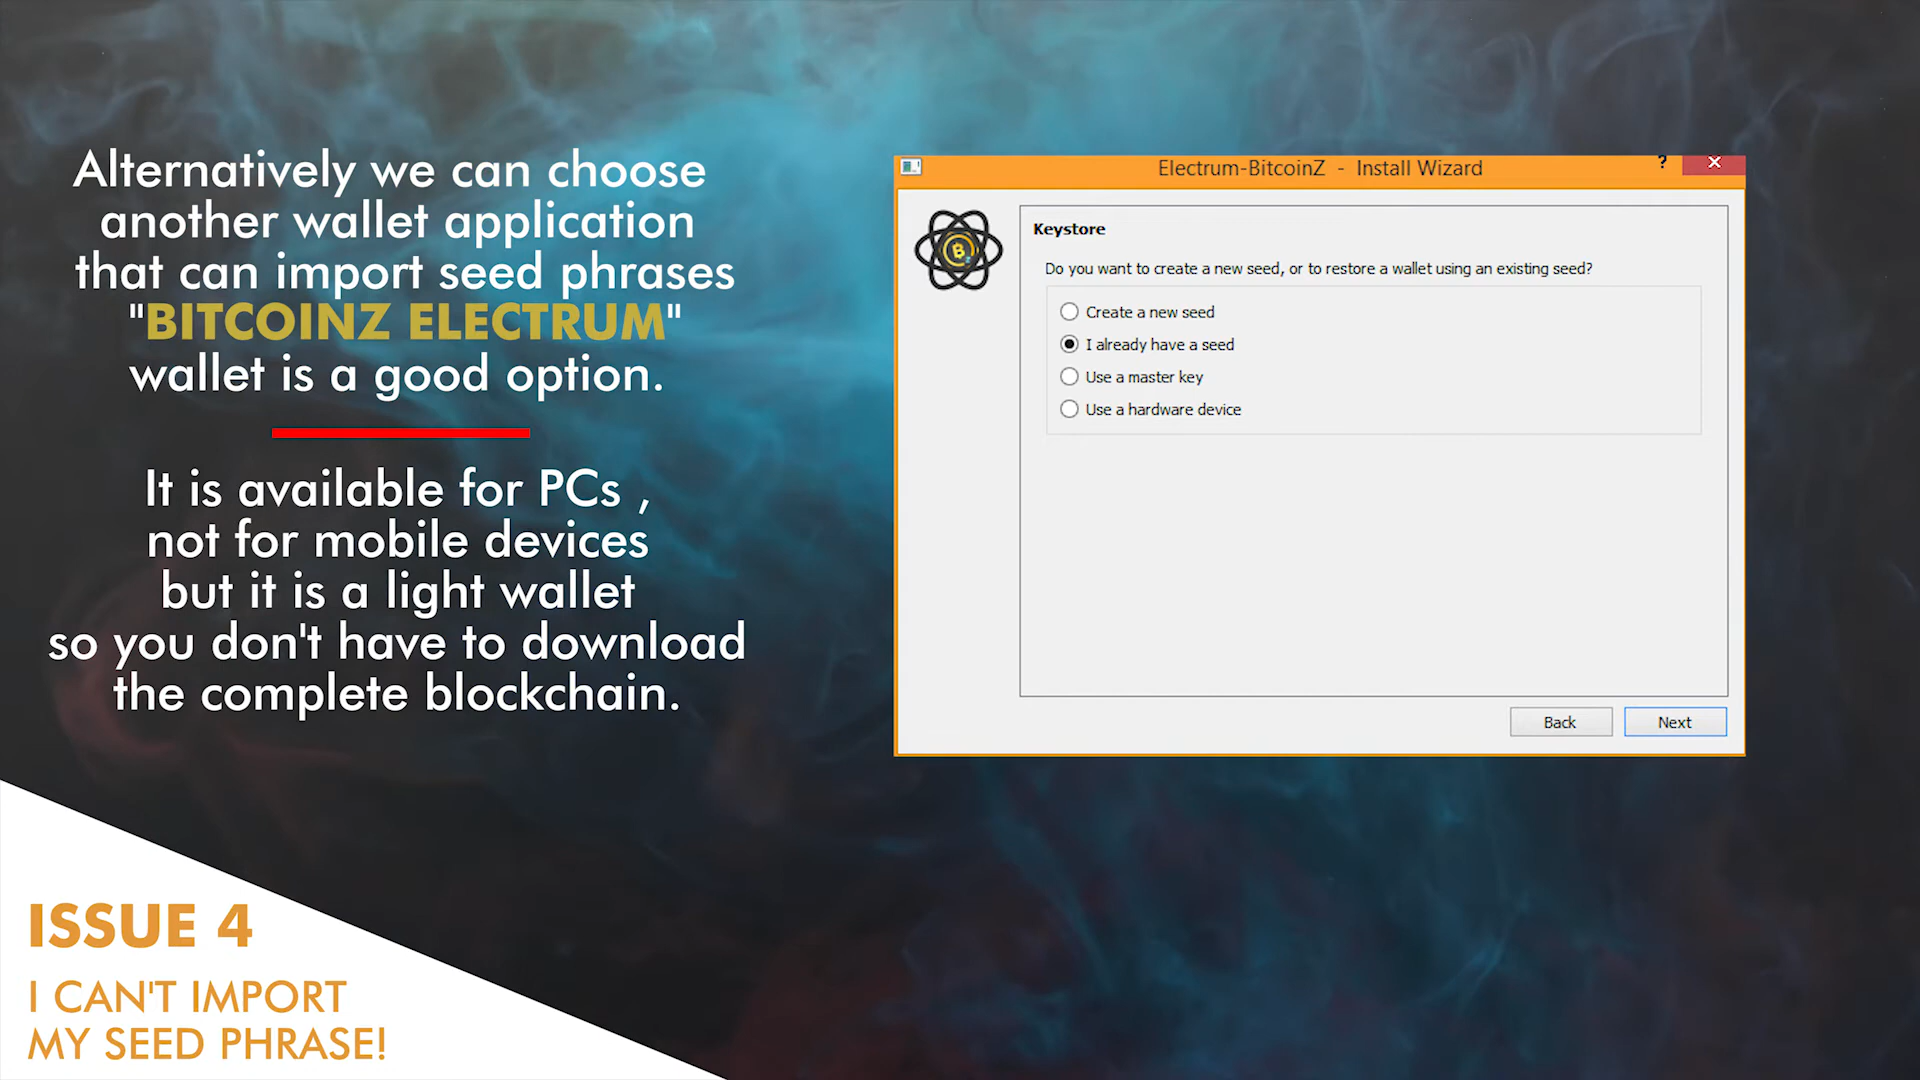 Alternatively we can choose
another wallet application
that can import seed phrases
"BITCOINZ ELECTRUM"
wallet is a good option.
It is available for PCs ,
not for mobile devices
but it is a light wallet
so you don't have to download
the complete blockchain.
ISSUE 4
I CAN'T IMPORT
MY SEED PHRASE!
Electrum-BitcoinZ - Install Wizard
?
Keystore
Do you want to create a new seed, or to restore a wallet using an existing seed?
Create a new seed
I already have a seed
Use a master key
Use a hardware device
Back
Next